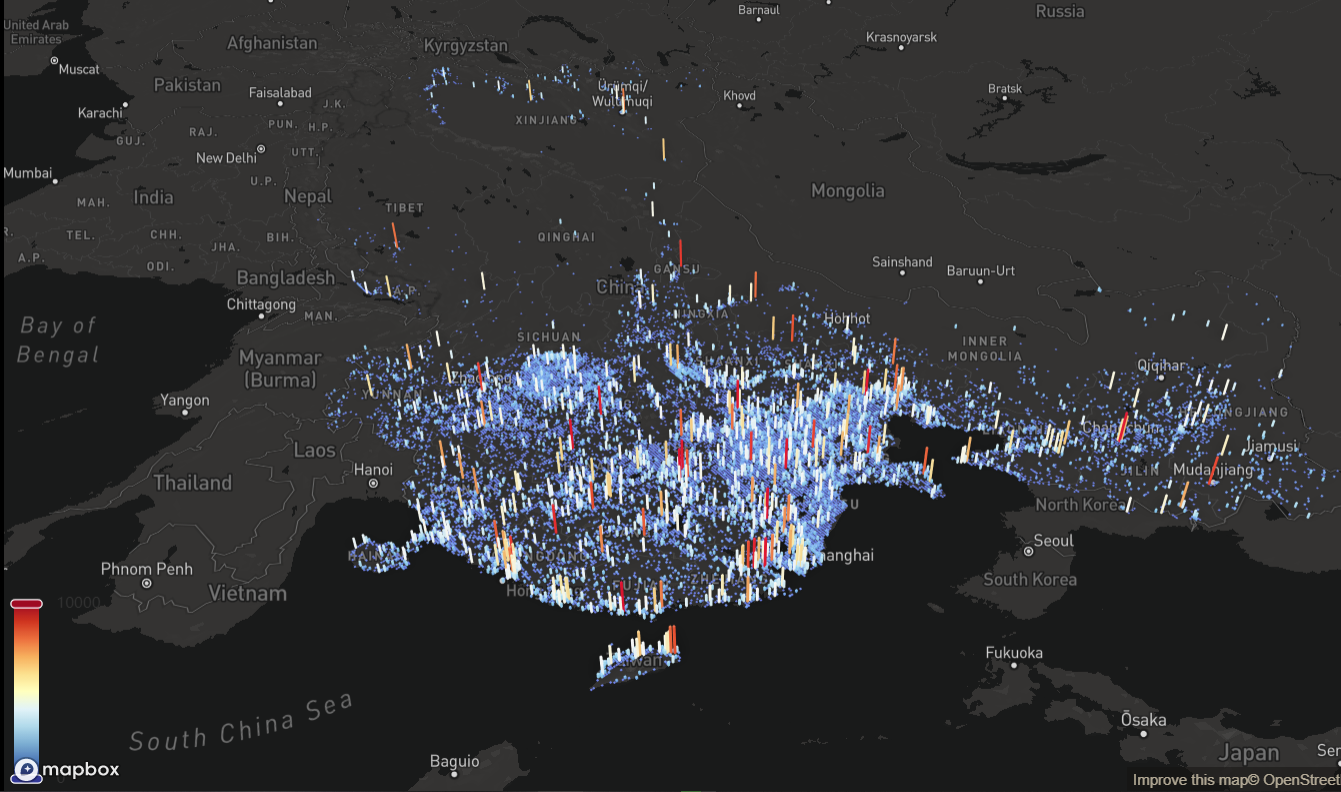 Barnaul
Russia
United Arab
Emirates
Krasnoyarsk
Afghanistan
Kyrgyzstan
Muscat
Pakistan
Ürümqi/
Wulumuqi
Faisalabad
Khovd
Bratsk
J.K.
Karachi
PUN.
H.P.
XINJIANG
RAJ.
GUJ.
UTT.
New Delhi
Mumbai
U.P.
Mongolia
India
Nepal
MAH.
TIBET
TEL.
CHH.
BIH.
QINGHAI
JHA.
A.P.
ODI.
Sainshand
Baruun-Urt
GANSU
Bangladesh
China
A.P.
Chittagong
MAN.
Bay of
Bengal
Hohhot
SICHUAN
INNER
MONGOLIA
Myanmar
(Burma)
Qiqihar
YUNNAN
Yangon
Jiamusi
Laos
Hanoi
Mudanjiang
Thailand
JILIN
North Korea
Seoul
Shanghai
Phnom Penh
South Korea
Vietnam
10000
Fukuoka
Taiwan
Ōsaka
South China Sea
Japan
Baguio
mapbox
Improve this map© OpenStreet